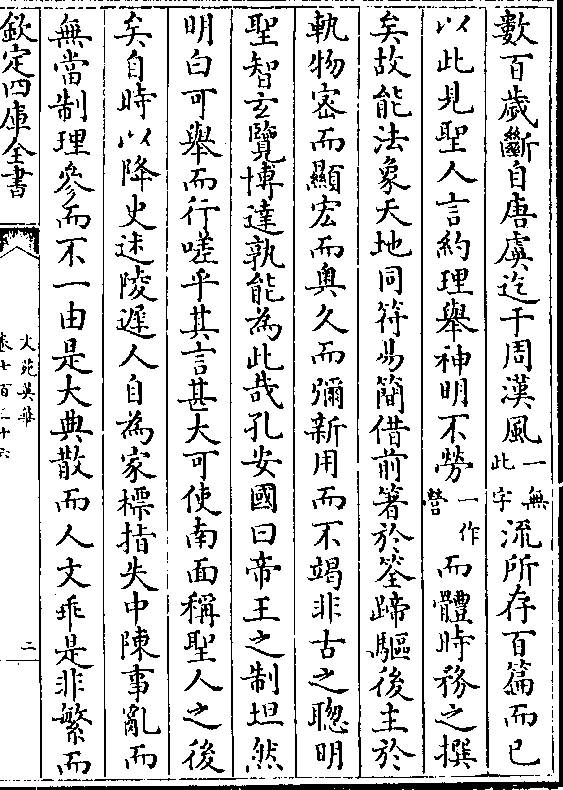 數百歲斷自唐虞迄于周漢風一無此字流所存百篇而已
以此見聖人言約理舉神明不勞一作而體時務之撰
矣故能法象天地同符易簡借前箸於筌蹄驅後主於
軌物宻而顯宏而奥久而彌新用而不竭非古之聰明
聖智玄覽博達孰能為此哉孔安國曰帝王之制坦然
明白可舉而行嗟乎其言甚大可使南面稱聖人之後
矣自時以降史迷陵遲人自為家標指失中陳事亂而
無當制理參而不一由是大典散而人文乖是非繁而
欽定四庫全書
文苑英華
卷七百三十六
二